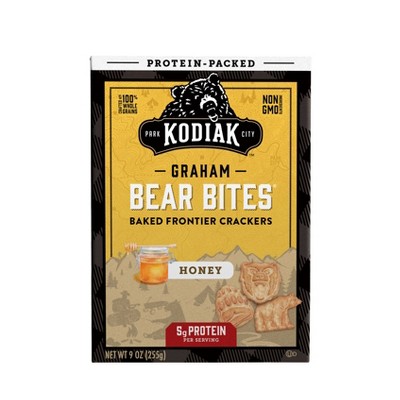 PROTEIN-PACKED
100%
WHOLE
GRAINS
NON
GMO
PARK KODIAK CITY
GRAHAM
BEAR BITES
BAKED FRONTIER CRACKERS
HONEY
5g PROTEIN
PER SERVING
NET WT 9 OZ (255g)